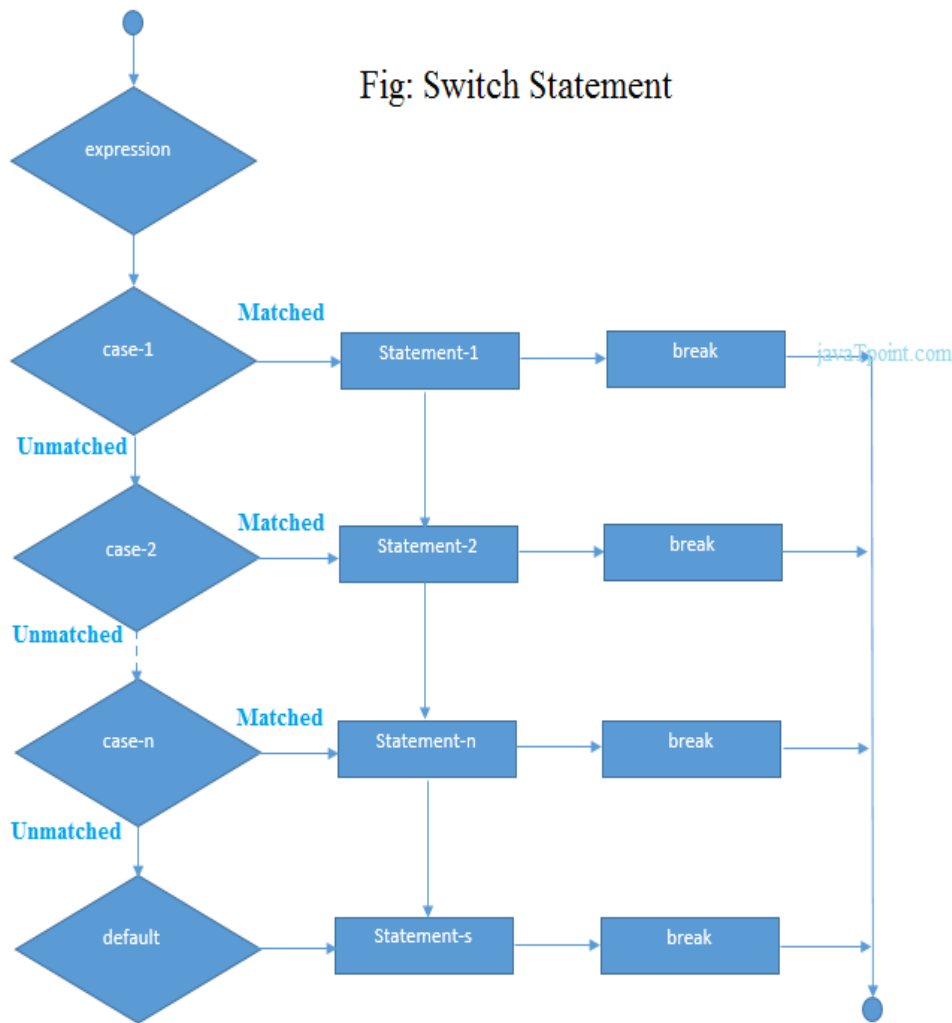 Fig: Switch Statement
expression
Matched
case-1
Statement-1
break
javaTpoint.com
Unmatched
Matched
case-2
Statement-2
break
Unmatched
Matched
case-n
Statement-n
break
Unmatched
default
Statement-s
break